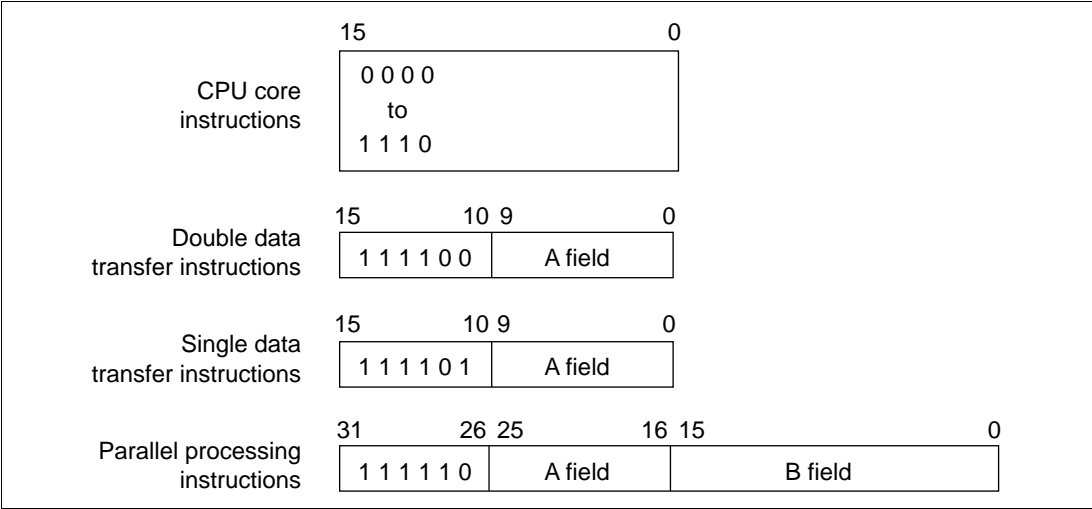 15 0
CPU core
instructions
0 0 0 0
to
1 1 1 0
15 10 9 0
Double data
transfer instructions
1 1 1 1 0 0 A field
15 10 9 0
Single data
transfer instructions
1 1 1 1 0 1 A field
31 26 25 16 15 0
Parallel processing
instructions
1 1 1 1 1 0 A field B field